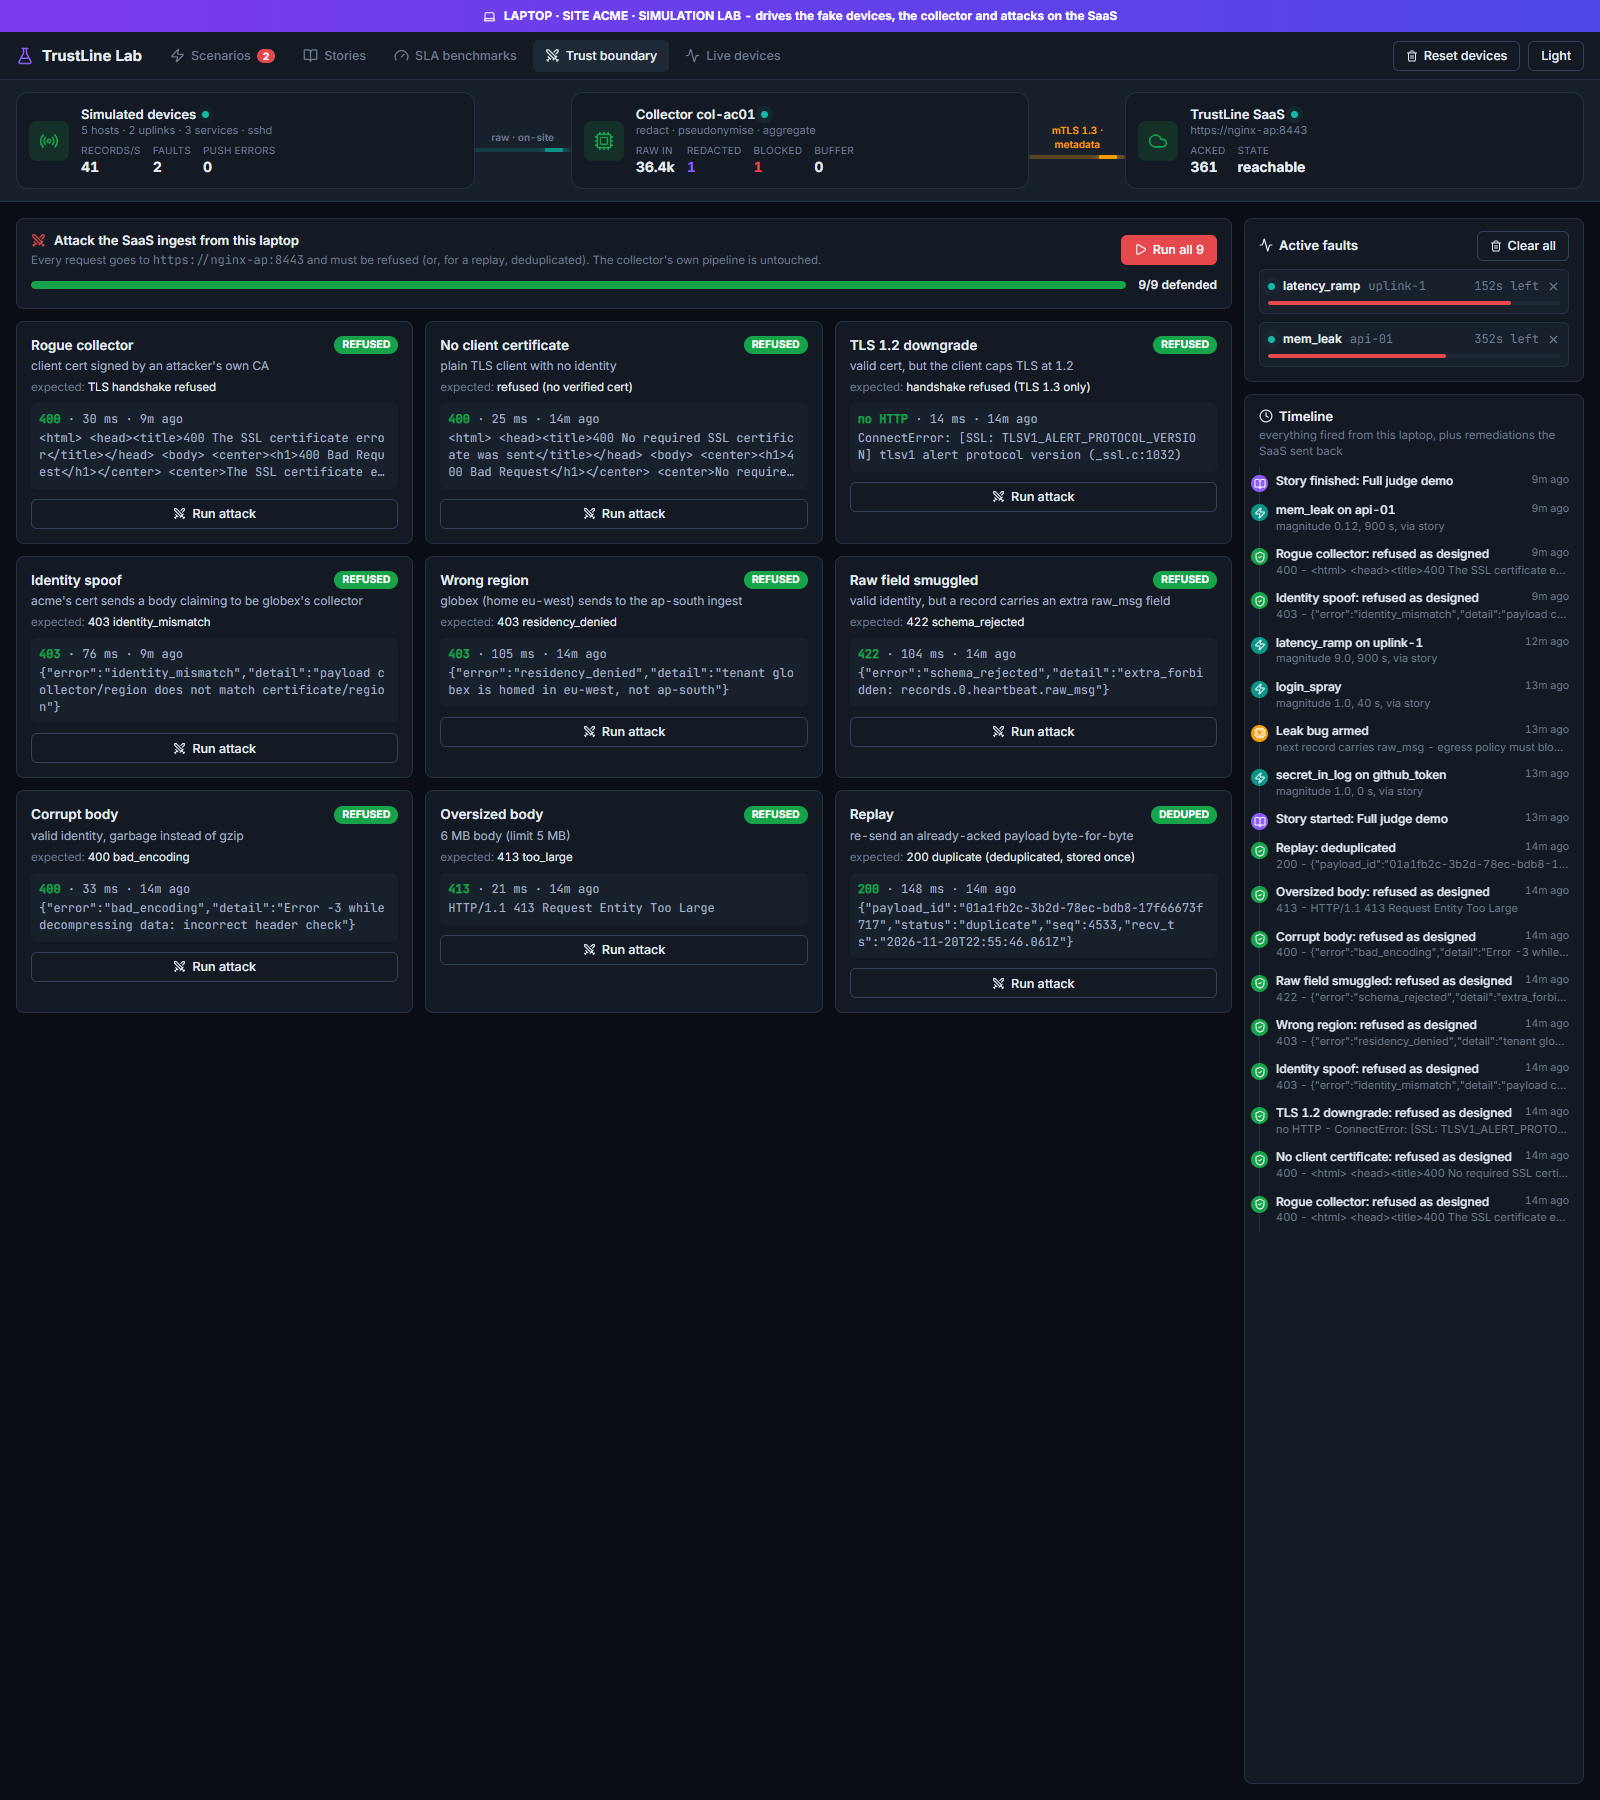 LAPTOP · SITE ACME · SIMULATION LAB - drives the fake devices, the collector and attacks on the SaaS
TrustLine Lab
Scenarios 2
Stories
SLA benchmarks
Trust boundary
Live devices
Reset devices
Light
Simulated devices
5 hosts · 2 uplinks · 3 services · sshd
RECORDS/S FAULTS PUSH ERRORS
41 2 0
raw · on-site
Collector col-ac01
redact · pseudonymise · aggregate
RAW IN REDACTED BLOCKED BUFFER
36.4k 1 1 0
mTLS 1.3 ·
metadata
TrustLine SaaS
https://nginx-ap:8443
ACKED STATE
361 reachable
Attack the SaaS ingest from this laptop
Every request goes to https://nginx-ap:8443 and must be refused (or, for a replay, deduplicated). The collector's own pipeline is untouched.
Run all 9
9/9 defended
Rogue collector REFUSED
client cert signed by an attacker's own CA
expected: TLS handshake refused
400 · 30 ms · 9m ago
<html> <head><title>400 The SSL certificate erro
r</title></head> <body> <center><h1>400 Bad Requ
est</h1></center> <center>The SSL certificate e…
Run attack
No client certificate REFUSED
plain TLS client with no identity
expected: refused (no verified cert)
400 · 25 ms · 14m ago
<html> <head><title>400 No required SSL certific
ate was sent</title></head> <body> <center><h1>4
00 Bad Request</h1></center> <center>No require…
Run attack
TLS 1.2 downgrade REFUSED
valid cert, but the client caps TLS at 1.2
expected: handshake refused (TLS 1.3 only)
no HTTP · 14 ms · 14m ago
ConnectError: [SSL: TLSV1_ALERT_PROTOCOL_VERSIO
N] tlsv1 alert protocol version (_ssl.c:1032)
Run attack
Identity spoof REFUSED
acme's cert sends a body claiming to be globex's collector
expected: 403 identity_mismatch
403 · 76 ms · 9m ago
{"error":"identity_mismatch","detail":"payload c
ollector/region does not match certificate/regio
n"}
Run attack
Wrong region REFUSED
globex (home eu-west) sends to the ap-south ingest
expected: 403 residency_denied
403 · 105 ms · 14m ago
{"error":"residency_denied","detail":"tenant glo
bex is homed in eu-west, not ap-south"}
Run attack
Raw field smuggled REFUSED
valid identity, but a record carries an extra raw_msg field
expected: 422 schema_rejected
422 · 104 ms · 14m ago
{"error":"schema_rejected","detail":"extra_forbi
dden: records.0.heartbeat.raw_msg"}
Run attack
Corrupt body REFUSED
valid identity, garbage instead of gzip
expected: 400 bad_encoding
400 · 33 ms · 14m ago
{"error":"bad_encoding","detail":"Error -3 while
decompressing data: incorrect header check"}
Run attack
Oversized body REFUSED
6 MB body (limit 5 MB)
expected: 413 too_large
413 · 21 ms · 14m ago
HTTP/1.1 413 Request Entity Too Large
Run attack
Replay DEDUPED
re-send an already-acked payload byte-for-byte
expected: 200 duplicate (deduplicated, stored once)
200 · 148 ms · 14m ago
{"payload_id":"01a1fb2c-3b2d-78ec-bdb8-17f66673f
717","status":"duplicate","seq":4533,"recv_t
s":"2026-11-20T22:55:46.061Z"}
Run attack
Active faults
Clear all
latency_ramp uplink-1 152s left
mem_leak api-01 352s left
Timeline
everything fired from this laptop, plus remediations the
SaaS sent back
Story finished: Full judge demo 9m ago
mem_leak on api-01 9m ago
magnitude 0.12, 900 s, via story
Rogue collector: refused as designed 9m ago
400 - <html> <head><title>400 The SSL certificate e…
Identity spoof: refused as designed 9m ago
403 - {"error":"identity_mismatch","detail":"payload c…
latency_ramp on uplink-1 12m ago
magnitude 9.0, 900 s, via story
login_spray 13m ago
magnitude 1.0, 40 s, via story
Leak bug armed 13m ago
next record carries raw_msg - egress policy must blo…
secret_in_log on github_token 13m ago
magnitude 1.0, 0 s, via story
Story started: Full judge demo 13m ago
Replay: deduplicated 14m ago
200 - {"payload_id":"01a1fb2c-3b2d-78ec-bdb8-1…
Oversized body: refused as designed 14m ago
413 - HTTP/1.1 413 Request Entity Too Large
Corrupt body: refused as designed 14m ago
400 - {"error":"bad_encoding","detail":"Error -3 while…
Raw field smuggled: refused as designed 14m ago
422 - {"error":"schema_rejected","detail":"extra_forbi…
Wrong region: refused as designed 14m ago
403 - {"error":"residency_denied","detail":"tenant glo…
Identity spoof: refused as designed 14m ago
403 - {"error":"identity_mismatch","detail":"payload c…
TLS 1.2 downgrade: refused as designed 14m ago
no HTTP - ConnectError: [SSL: TLSV1_ALERT_PROTO…
No client certificate: refused as designed 14m ago
400 - <html> <head><title>400 No required SSL certi…
Rogue collector: refused as designed 14m ago
400 - <html> <head><title>400 The SSL certificate e…